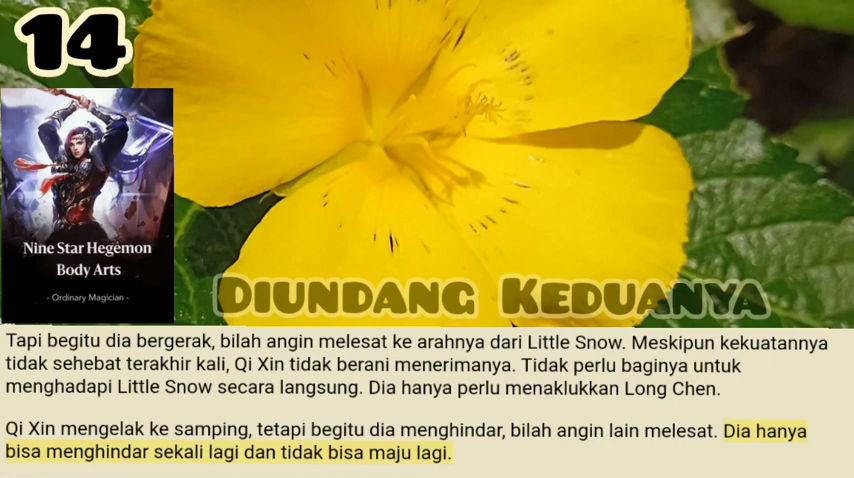 14
Nine Star Hegemon
Body Arts
- Ordinary Magician -
Diundang Keduanya
Tapi begitu dia bergerak, bilah angin melesat ke arahnya dari Little Snow. Meskipun kekuatannya
tidak sehebat terakhir kali, Qi Xin tidak berani menerimanya. Tidak perlu baginya untuk
menghadapi Little Snow secara langsung. Dia hanya perlu menaklukkan Long Chen.
Qi Xin mengelak ke samping, tetapi begitu dia menghindar, bilah angin lain melesat. Dia hanya
bisa menghindar sekali lagi dan tidak bisa maju lagi.